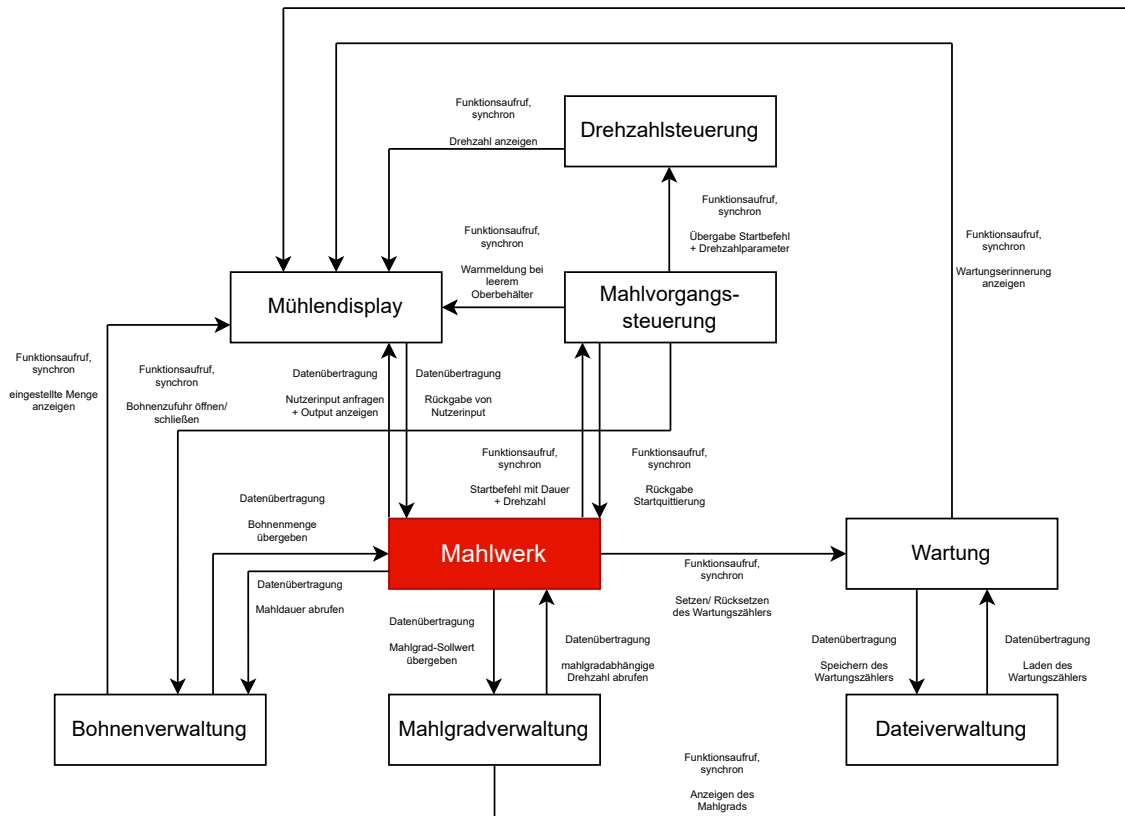 Funktionsaufruf,
synchron
Drehzahl anzeigen
Drehzahlsteuerung
Funktionsaufruf,
synchron
Übergabe Startbefehl
+ Drehzahlparameter
Funktionsaufruf,
synchron
Wartungserinnerung
anzeigen
Funktionsaufruf,
synchron
Warnmeldung bei
leerem
Oberbehälter
Mühlendisplay
Mahlvorgangs-
steuerung
Funktionsaufruf,
synchron
eingestellte Menge
anzeigen
Funktionsaufruf,
synchron
Bohnenzufuhr öffnen/
schließen
Datenübertragung
Nutzerinput anfragen
+ Output anzeigen
Datenübertragung
Rückgabe von
Nutzerinput
Funktionsaufruf,
synchron
Startbefehl mit Dauer
+ Drehzahl
Funktionsaufruf,
synchron
Rückgabe
Startquittierung
Datenübertragung
Bohnenmenge
übergeben
Mahlwerk
Wartung
Datenübertragung
Mahldauer abrufen
Funktionsaufruf,
synchron
Setzen/ Rücksetzen
des Wartungszählers
Datenübertragung
Mahlgrad-Sollwert
übergeben
Datenübertragung
mahlgradabhängige
Drehzahl abrufen
Datenübertragung
Speichern des
Wartungszählers
Datenübertragung
Laden des
Wartungszählers
Bohnenverwaltung
Mahlgradverwaltung
Dateiverwaltung
Funktionsaufruf,
synchron
Anzeigen des
Mahlgrads